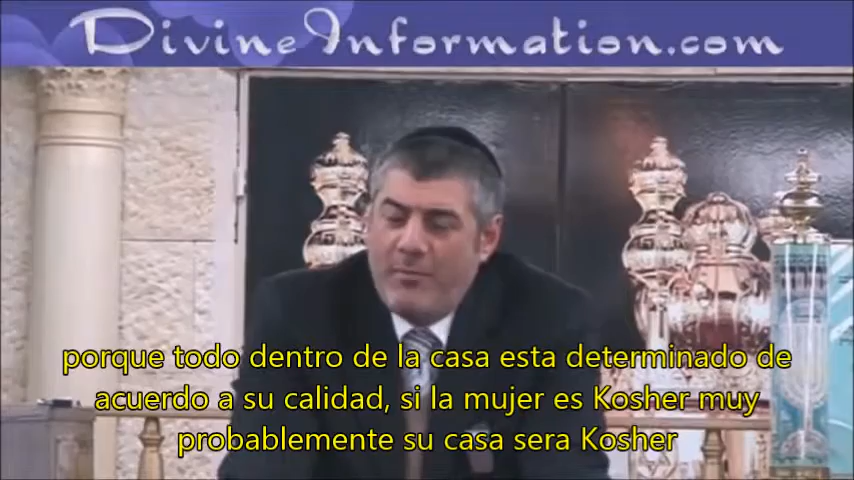 DivineInformation.com
porque todo dentro de la casa esta determinado de
acuerdo a su calidad, si la mujer es Kosher muy
probablemente su casa sera Kosher